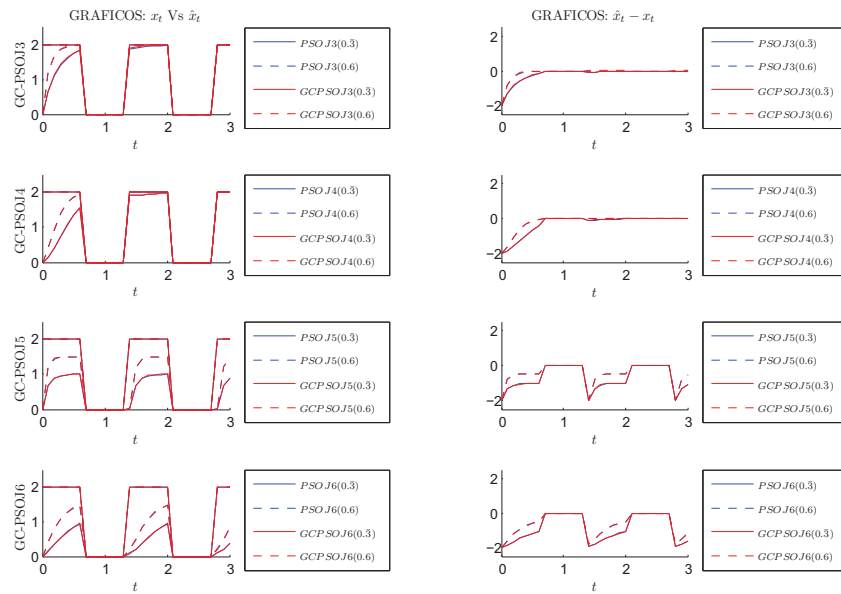 GRAFICOS: $x_t$ Vs $\hat{x}_t$
GC-PSOJ3
2
1
0
0 1 2 3
t
PSOJ3(0.3̄)
PSOJ3(0.6)
GCPSOJ3(0.3̄)
GCPSOJ3(0.6)
GRAFICOS: $\hat{x}_t - x_t$
2
0
−2
0 1 2 3
t
PSOJ3(0.3̄)
PSOJ3(0.6)
GCPSOJ3(0.3̄)
GCPSOJ3(0.6)
GC-PSOJ4
2
1
0
0 1 2 3
t
PSOJ4(0.3̄)
PSOJ4(0.6)
GCPSOJ4(0.3̄)
GCPSOJ4(0.6)
2
0
−2
0 1 2 3
t
PSOJ4(0.3̄)
PSOJ4(0.6)
GCPSOJ4(0.3̄)
GCPSOJ4(0.6)
GC-PSOJ5
2
1
0
0 1 2 3
t
PSOJ5(0.3̄)
PSOJ5(0.6)
GCPSOJ5(0.3̄)
GCPSOJ5(0.6)
2
0
−2
0 1 2 3
t
PSOJ5(0.3̄)
PSOJ5(0.6)
GCPSOJ5(0.3̄)
GCPSOJ5(0.6)
GC-PSOJ6
2
1
0
0 1 2 3
t
PSOJ6(0.3̄)
PSOJ6(0.6)
GCPSOJ6(0.3̄)
GCPSOJ6(0.6)
2
0
−2
0 1 2 3
t
PSOJ6(0.3̄)
PSOJ6(0.6)
GCPSOJ6(0.3̄)
GCPSOJ6(0.6)